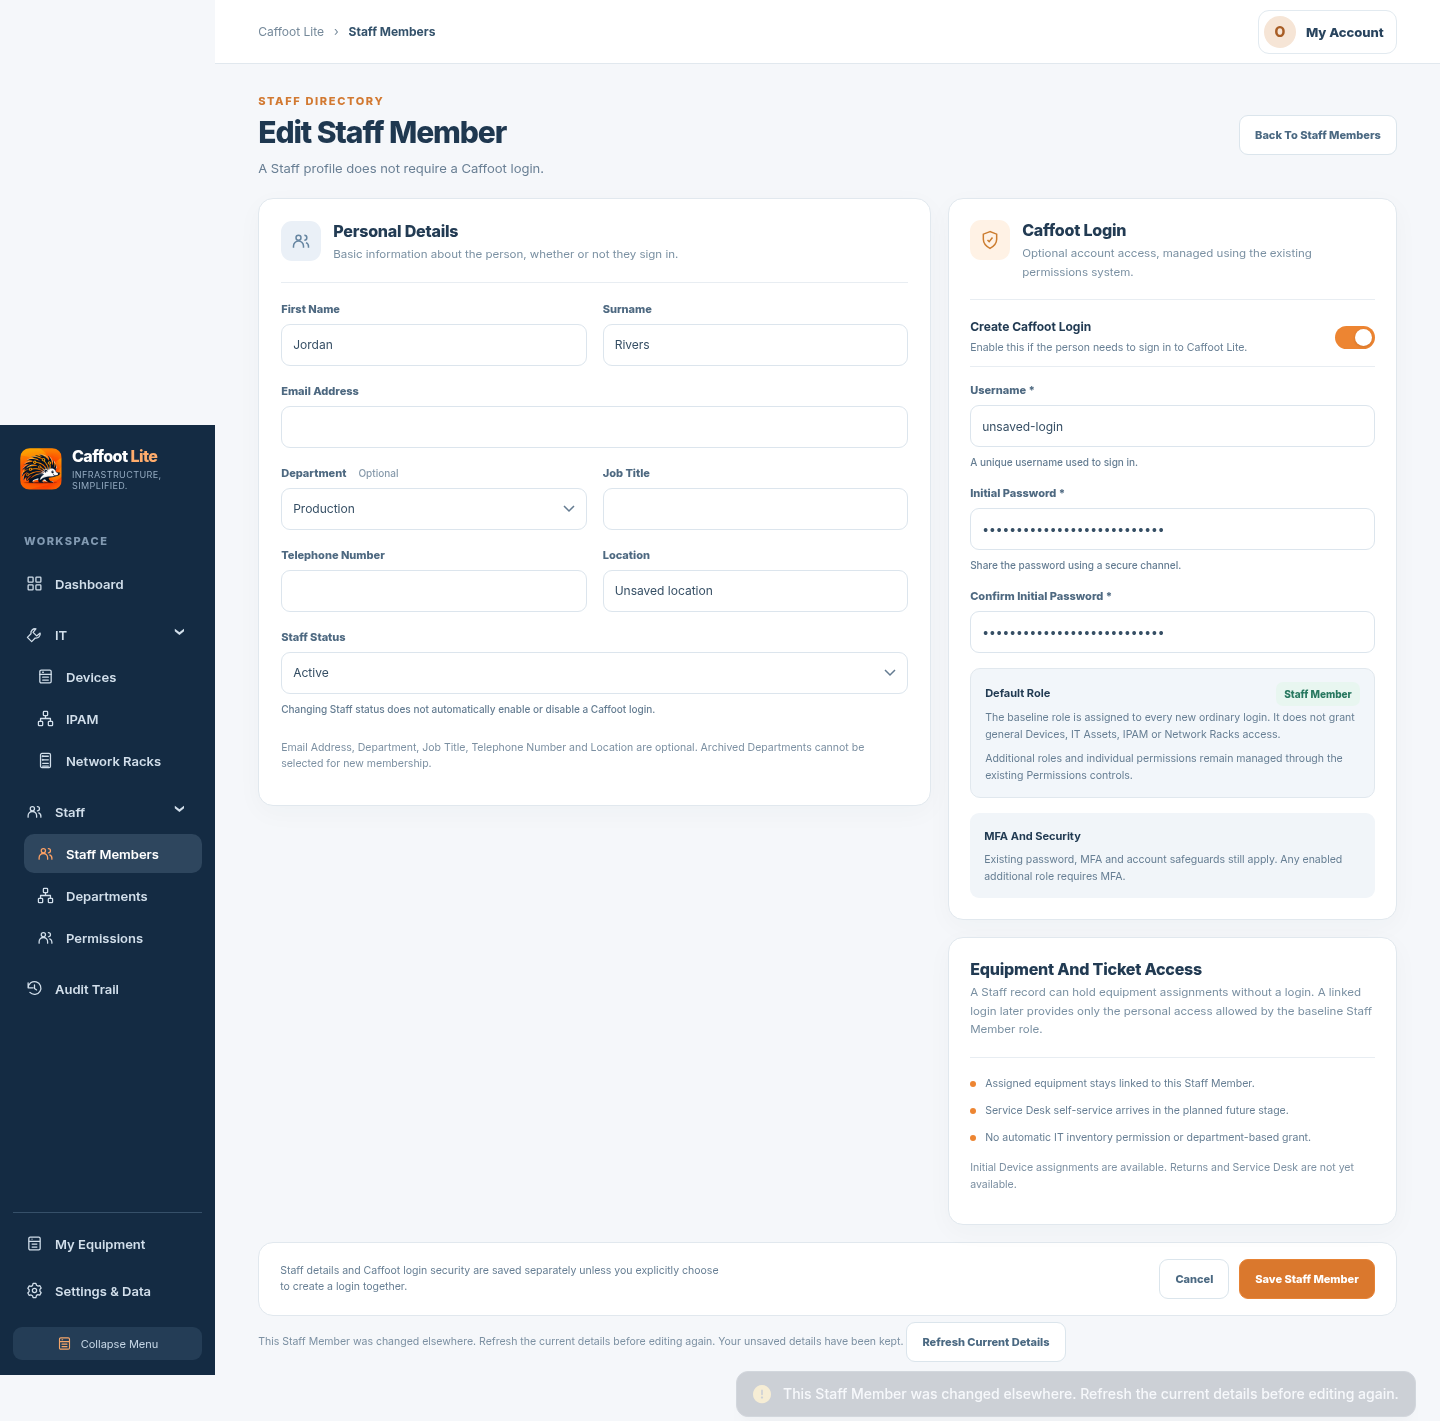 Caffoot Lite › Staff Members
O My Account
STAFF DIRECTORY
Edit Staff Member
A Staff profile does not require a Caffoot login.
Back To Staff Members
Personal Details
Basic information about the person, whether or not they sign in.
First Name
Surname
Jordan
Rivers
Email Address
Department Optional
Job Title
Production
Telephone Number
Location
Unsaved location
Staff Status
Active
Changing Staff status does not automatically enable or disable a Caffoot login.
Email Address, Department, Job Title, Telephone Number and Location are optional. Archived Departments cannot be
selected for new membership.
Caffoot Login
Optional account access, managed using the existing
permissions system.
Create Caffoot Login
Enable this if the person needs to sign in to Caffoot Lite.
Username *
unsaved-login
A unique username used to sign in.
Initial Password *
•••••••••••••••••••••••••••
Share the password using a secure channel.
Confirm Initial Password *
•••••••••••••••••••••••••••
Default Role
Staff Member
The baseline role is assigned to every new ordinary login. It does not grant
general Devices, IT Assets, IPAM or Network Racks access.
Additional roles and individual permissions remain managed through the
existing Permissions controls.
MFA And Security
Existing password, MFA and account safeguards still apply. Any enabled
additional role requires MFA.
Equipment And Ticket Access
A Staff record can hold equipment assignments without a login. A linked
login later provides only the personal access allowed by the baseline Staff
Member role.
Assigned equipment stays linked to this Staff Member.
Service Desk self-service arrives in the planned future stage.
No automatic IT inventory permission or department-based grant.
Initial Device assignments are available. Returns and Service Desk are not yet
available.
Caffoot Lite
INFRASTRUCTURE,
SIMPLIFIED.
WORKSPACE
Dashboard
IT
Devices
IPAM
Network Racks
Staff
Staff Members
Departments
Permissions
Audit Trail
My Equipment
Settings & Data
Collapse Menu
Staff details and Caffoot login security are saved separately unless you explicitly choose
to create a login together.
Cancel
Save Staff Member
This Staff Member was changed elsewhere. Refresh the current details before editing again. Your unsaved details have been kept.
Refresh Current Details
! This Staff Member was changed elsewhere. Refresh the current details before editing again.